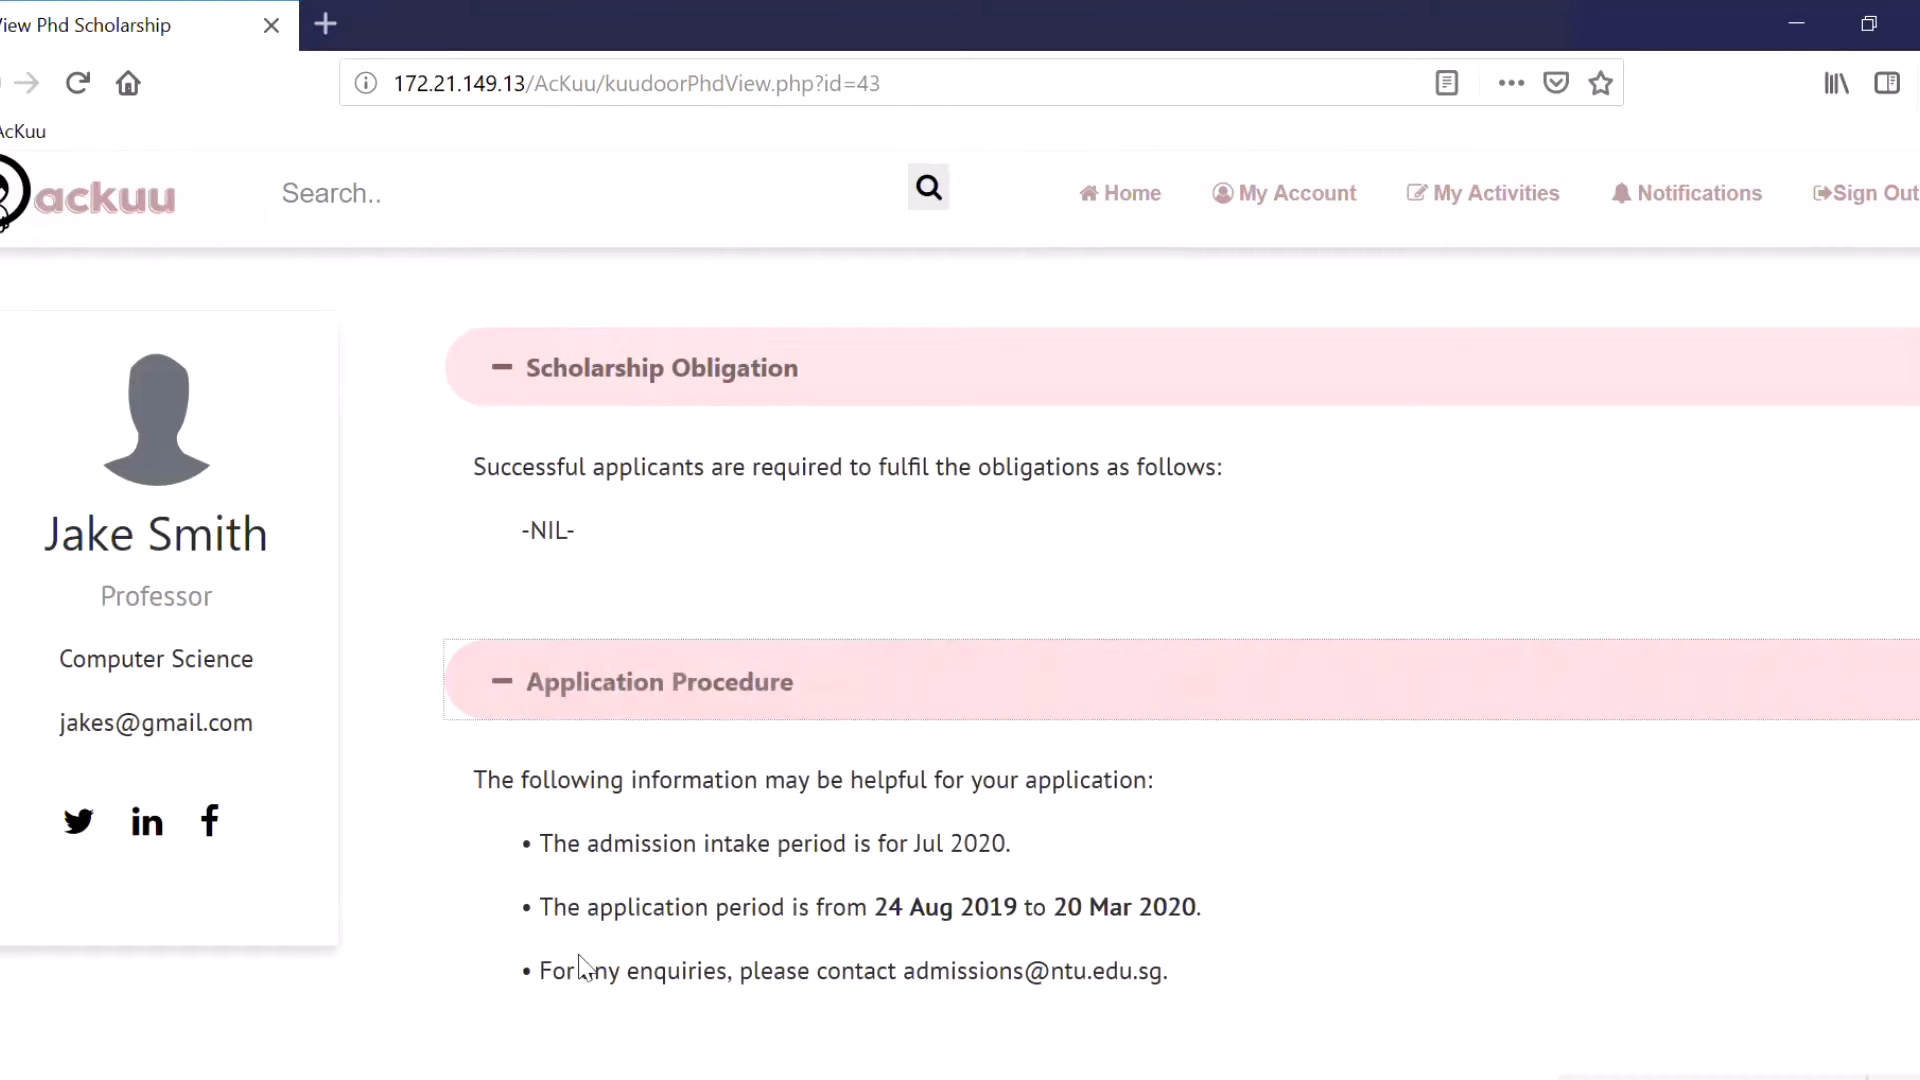 View Phd Scholarship
172.21.149.13/AcKuu/kuudoorPhdView.php?id=43
AcKuu
ackuu
Search..
Home
My Account
My Activities
Notifications
Sign Out
Jake Smith
Professor
Computer Science
jakes@gmail.com
Scholarship Obligation
Successful applicants are required to fulfil the obligations as follows:
-NIL-
Application Procedure
The following information may be helpful for your application:
• The admission intake period is for Jul 2020.
• The application period is from 24 Aug 2019 to 20 Mar 2020.
• For any enquiries, please contact admissions@ntu.edu.sg.